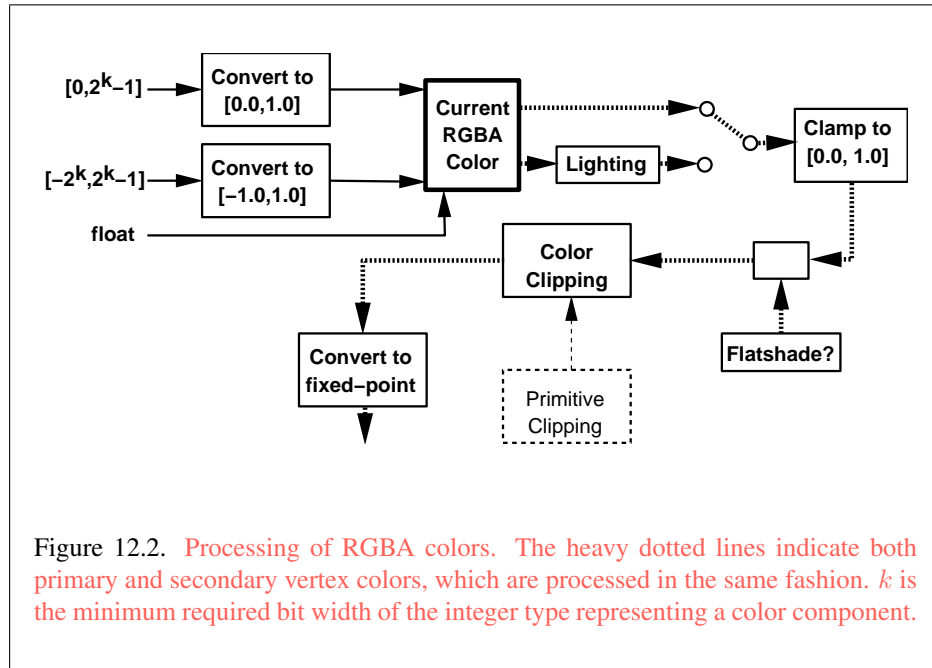 [0,2^k−1]
Convert to
[0.0,1.0]
Current
RGBA
Color
Clamp to
[0.0, 1.0]
[−2^k,2^k−1]
Convert to
[−1.0,1.0]
Lighting
float
Color
Clipping
Flatshade?
Convert to
fixed−point
Primitive
Clipping
Figure 12.2. Processing of RGBA colors. The heavy dotted lines indicate both
primary and secondary vertex colors, which are processed in the same fashion. k is
the minimum required bit width of the integer type representing a color component.